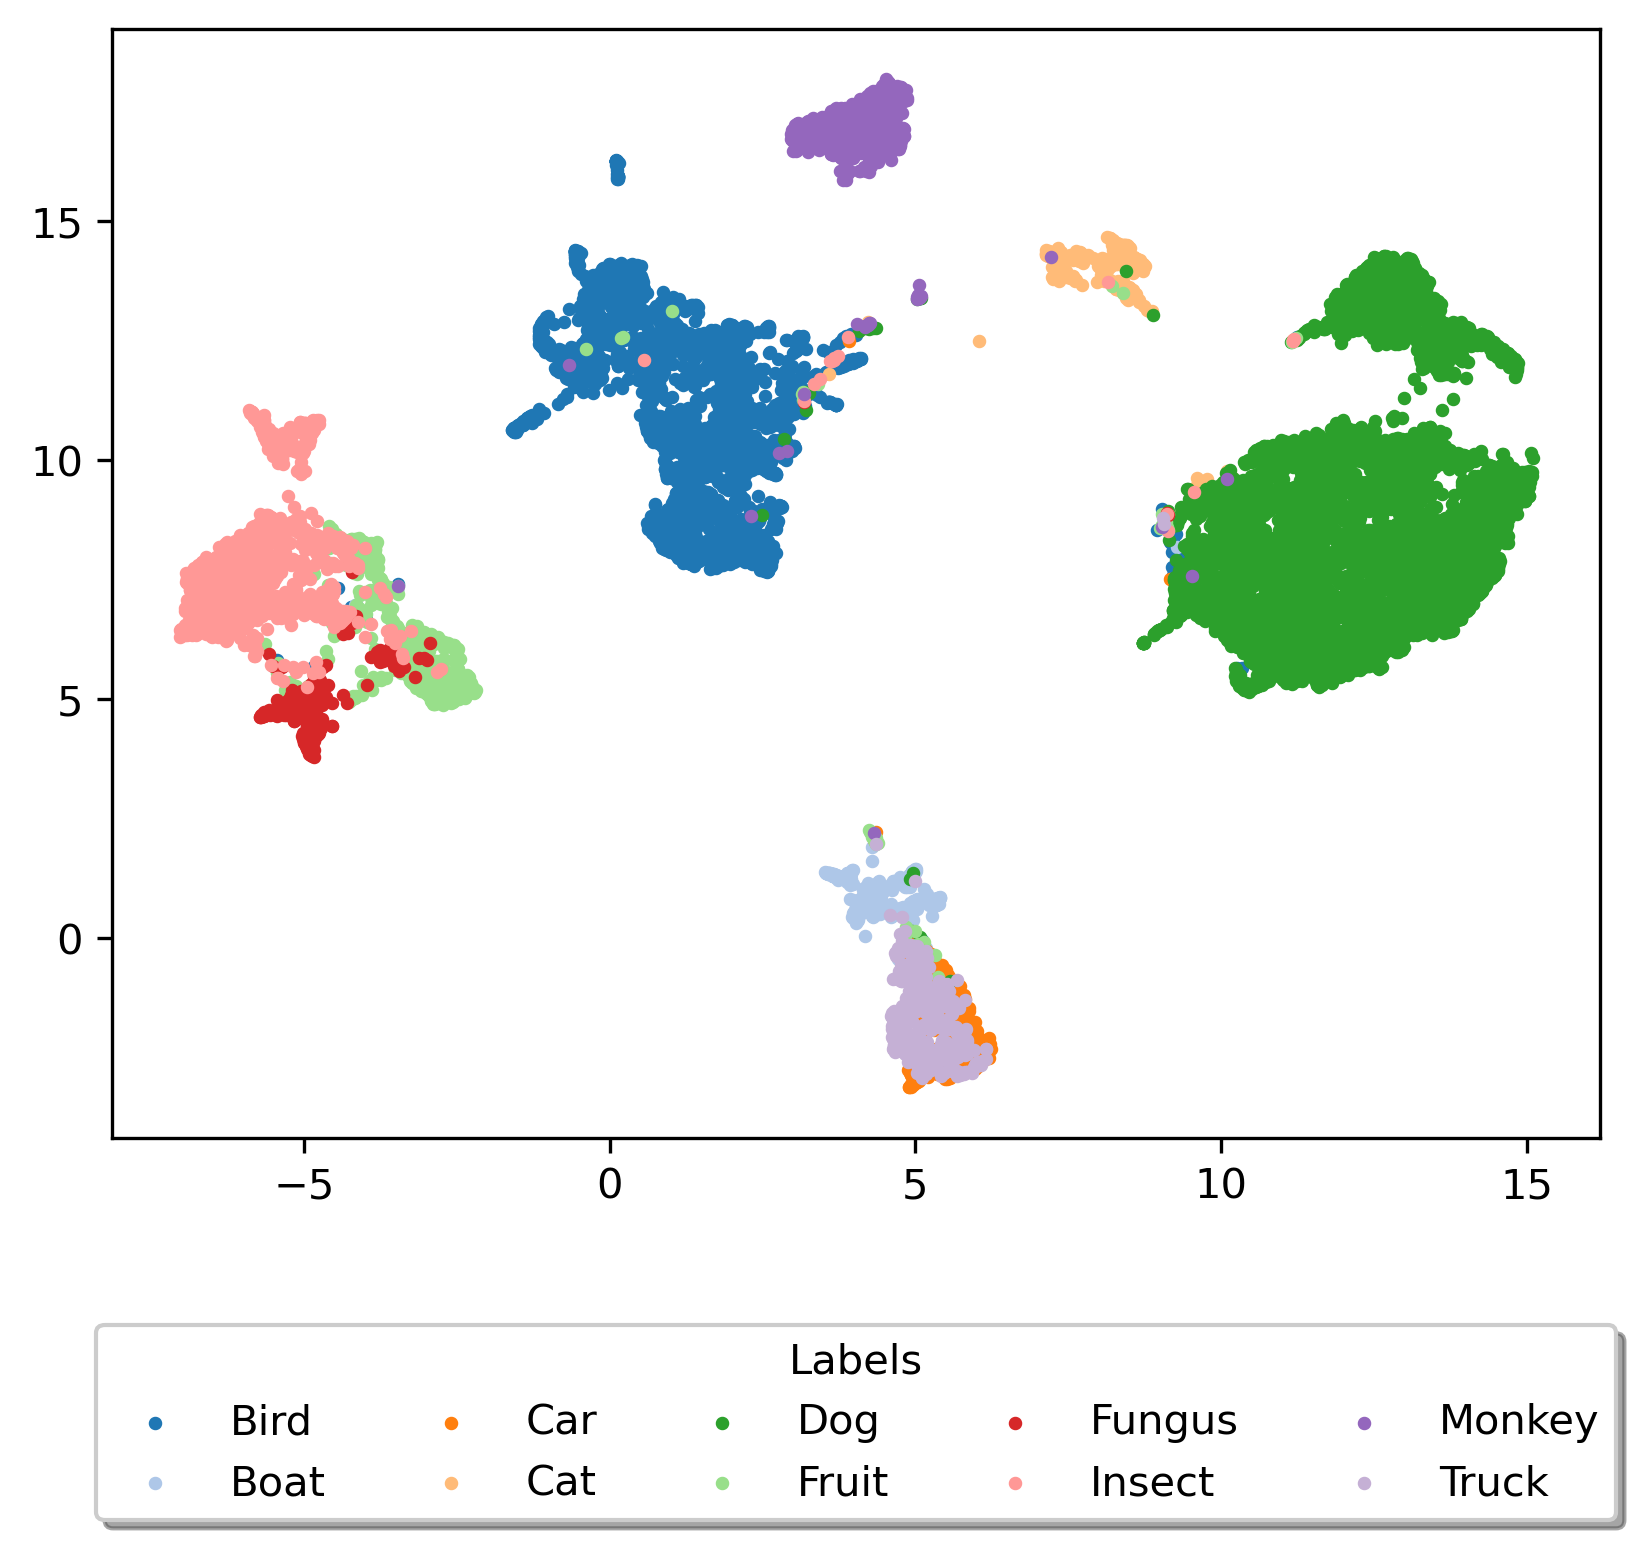 15
10
5
0
−5 0 5 10 15
Labels
Bird Car Dog Fungus Monkey
Boat Cat Fruit Insect Truck